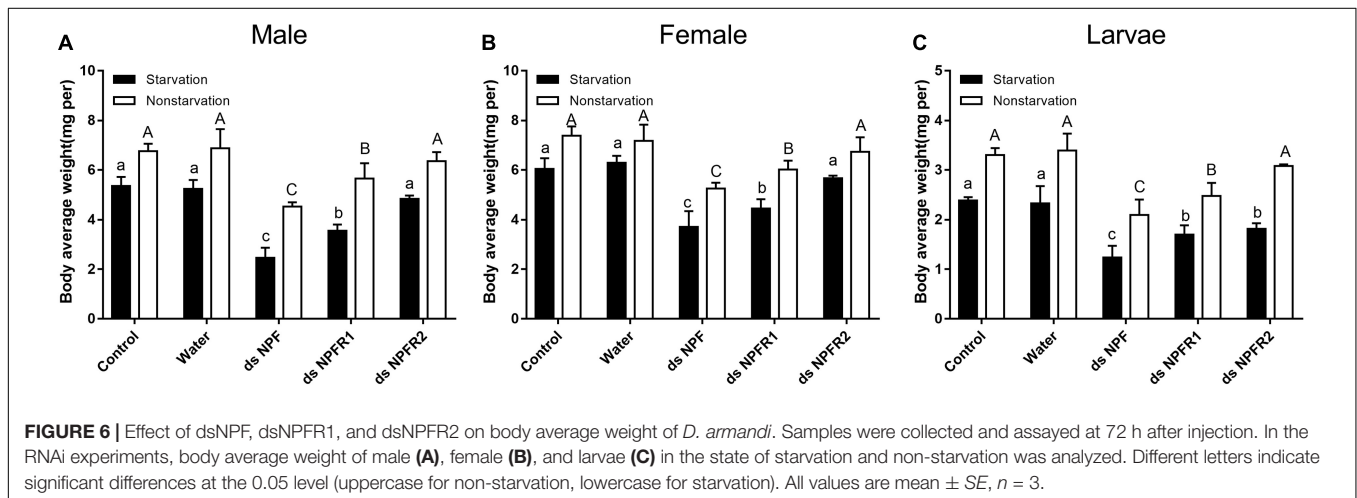 A Male
Body average weight(mg per)
10
8
6
4
2
0
Starvation
Nonstarvation
a A a A c C b B a A
Control Water ds NPF ds NPFR1 ds NPFR2
B Female
Body average weight(mg per)
10
8
6
4
2
0
Starvation
Nonstarvation
a A a A c C b B a A
Control Water ds NPF ds NPFR1 ds NPFR2
C Larvae
Body average weight(mg per)
5
4
3
2
1
0
Starvation
Nonstarvation
a A a A c C b B b A
Control Water ds NPF ds NPFR1 ds NPFR2
FIGURE 6 | Effect of dsNPF, dsNPFR1, and dsNPFR2 on body average weight of D. armandi. Samples were collected and assayed at 72 h after injection. In the
RNAi experiments, body average weight of male (A), female (B), and larvae (C) in the state of starvation and non-starvation was analyzed. Different letters indicate
significant differences at the 0.05 level (uppercase for non-starvation, lowercase for starvation). All values are mean ± SE, n = 3.